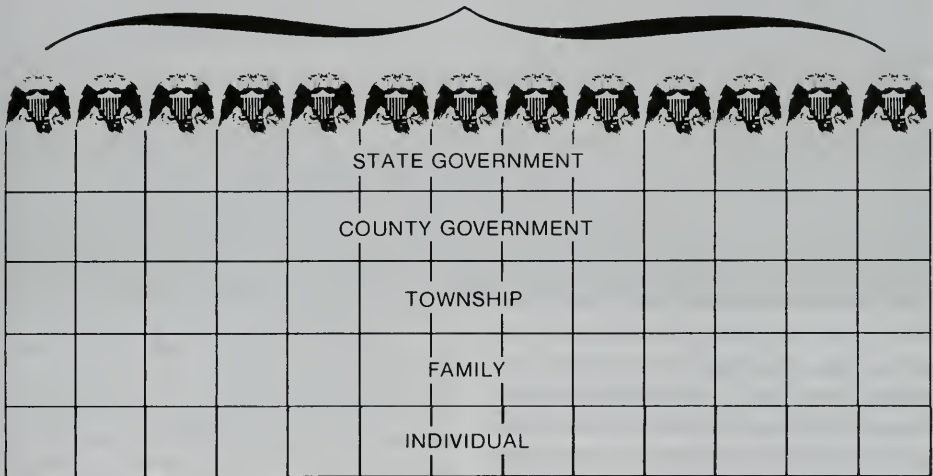 STATE GOVERNMENT
COUNTY GOVERNMENT
TOWNSHIP
FAMILY
INDIVIDUAL